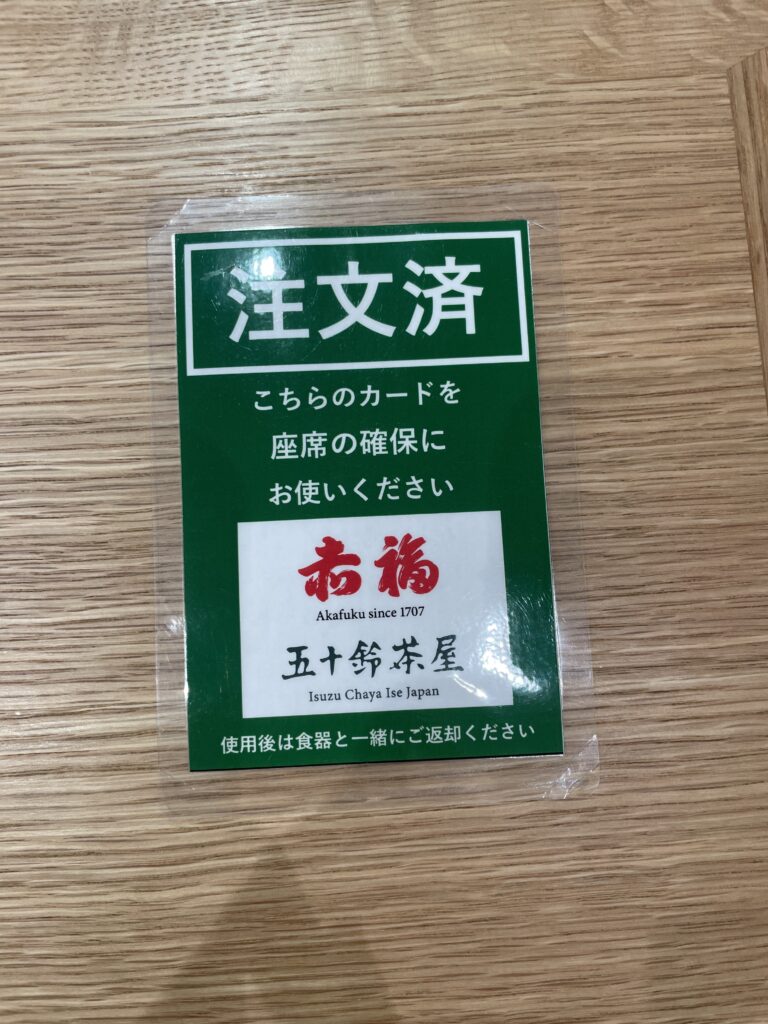 注文済
こちらのカードを
座席の確保に
お使いください
赤福
Akafuku since 1707
五十鈴茶屋
Isuzu Chaya Ise Japan
使用後は食器と一緒にご返却ください